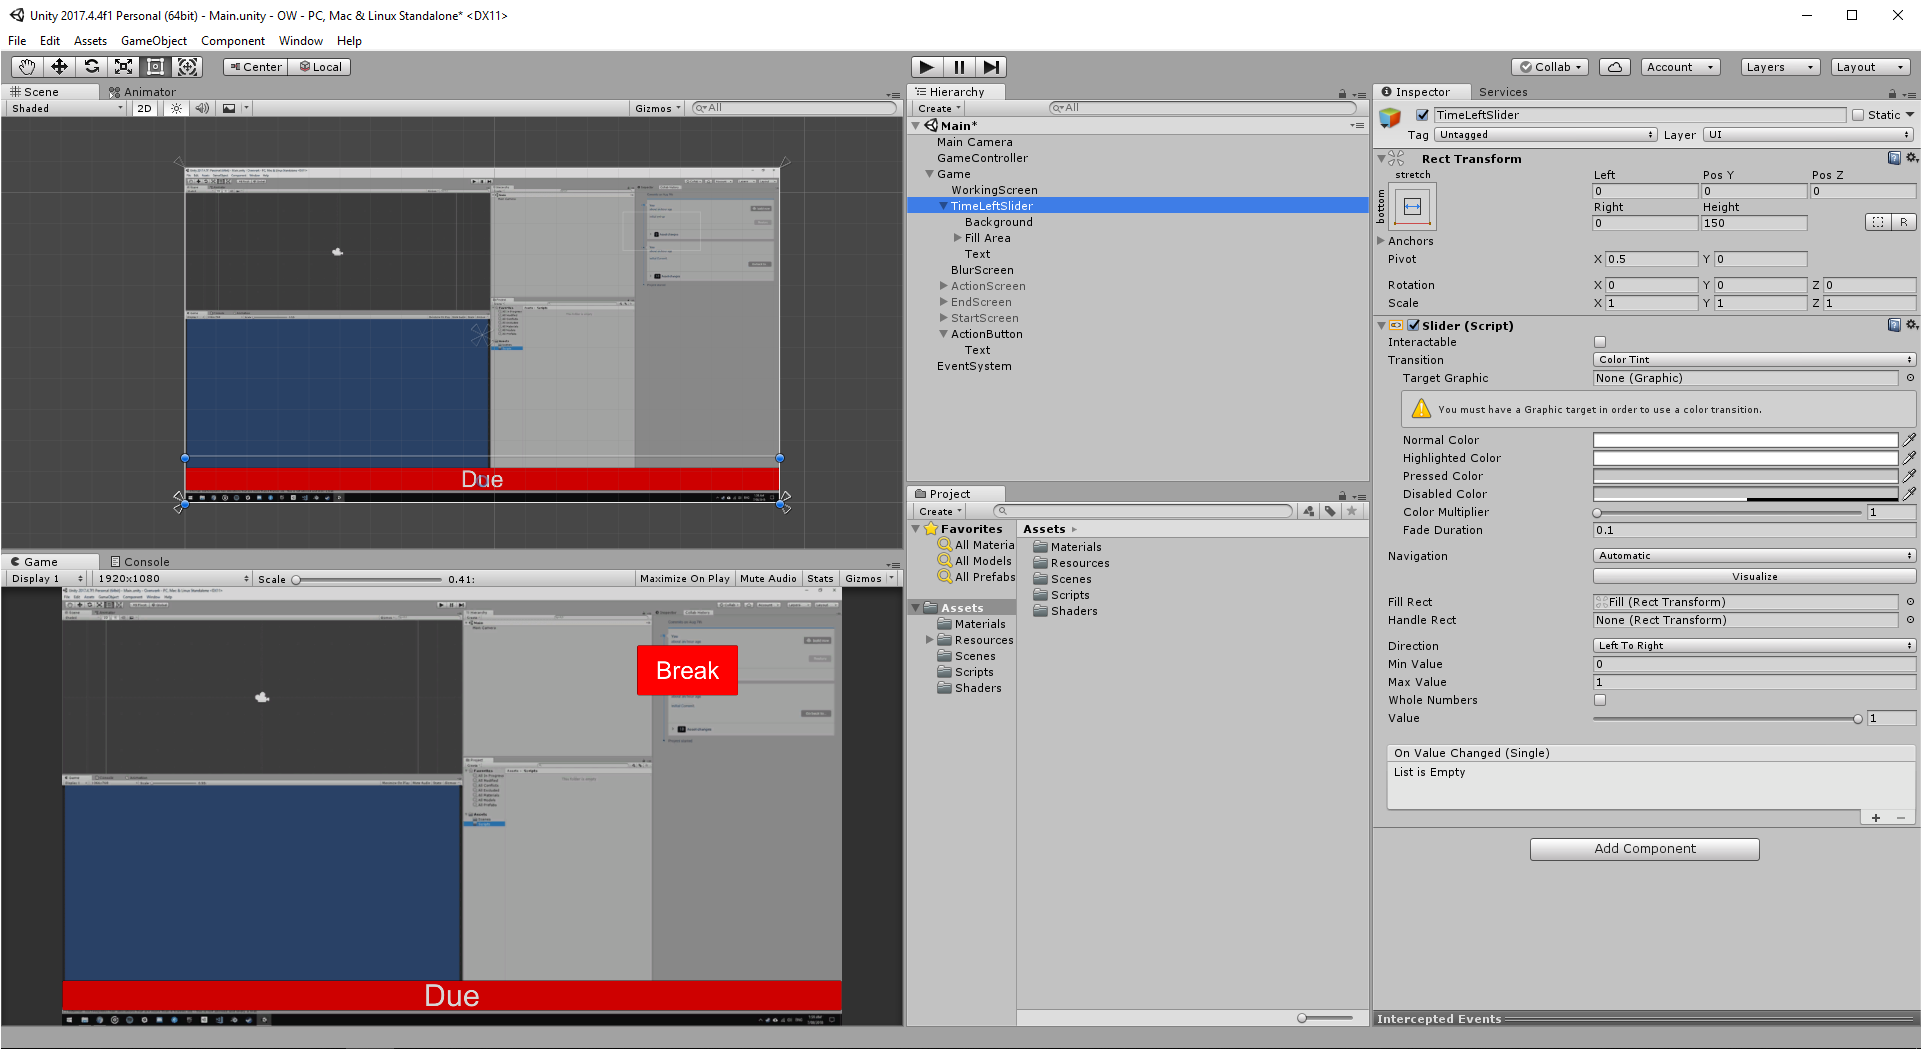 Unity 2017.4.4f1 Personal (64bit) - Main.unity - OW - PC, Mac & Linux Standalone* <DX11>
File Edit Assets GameObject Component Window Help
Center Local
Collab Account Layers Layout
Scene Animator
Shaded 2D Gizmos All
Due
Game Console
Display 1 1920x1080 Scale 0.41: Maximize On Play Mute Audio Stats Gizmos
Break
Due
Hierarchy
Create All
Main*
Main Camera
GameController
Game
WorkingScreen
TimeLeftSlider
Background
Fill Area
Text
BlurScreen
ActionScreen
EndScreen
StartScreen
ActionButton
Text
EventSystem
Project
Create
Favorites
All Materia
All Models
All Prefabs
Assets
Materials
Resources
Scenes
Scripts
Shaders
Assets
Materials
Resources
Scenes
Scripts
Shaders
Inspector Services
TimeLeftSlider Static
Tag Untagged Layer UI
Rect Transform
stretch
bottom
Left Pos Y Pos Z
0 0 0
Right Height
0 150 R
Anchors
Pivot X 0.5 Y 0
Rotation X 0 Y 0 Z 0
Scale X 1 Y 1 Z 1
Slider (Script)
Interactable
Transition Color Tint
Target Graphic None (Graphic)
You must have a Graphic target in order to use a color transition.
Normal Color
Highlighted Color
Pressed Color
Disabled Color
Color Multiplier 1
Fade Duration 0.1
Navigation Automatic
Visualize
Fill Rect Fill (Rect Transform)
Handle Rect None (Rect Transform)
Direction Left To Right
Min Value 0
Max Value 1
Whole Numbers
Value 1
On Value Changed (Single)
List is Empty
Add Component
Intercepted Events